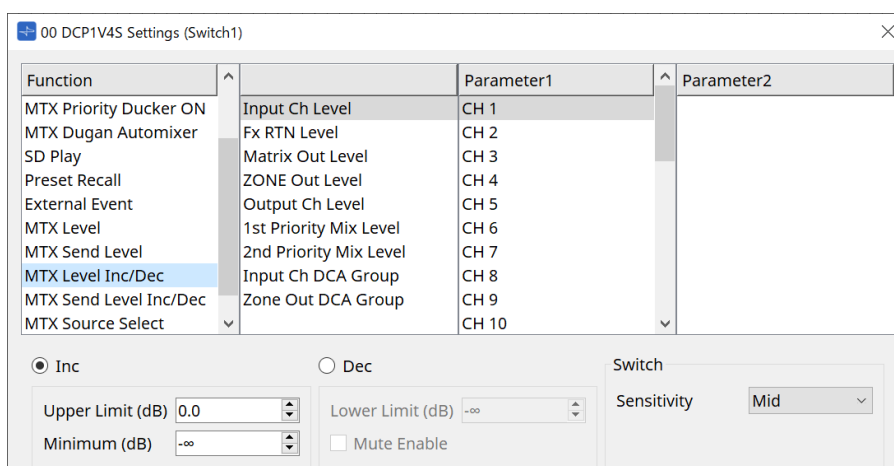 00 DCP1V4S Settings (Switch1)
Function Parameter1 Parameter2
MTX Priority Ducker ON Input Ch Level CH 1
MTX Dugan Automixer Fx RTN Level CH 2
SD Play Matrix Out Level CH 3
Preset Recall ZONE Out Level CH 4
External Event Output Ch Level CH 5
MTX Level 1st Priority Mix Level CH 6
MTX Send Level 2nd Priority Mix Level CH 7
MTX Level Inc/Dec Input Ch DCA Group CH 8
MTX Send Level Inc/Dec Zone Out DCA Group CH 9
MTX Source Select CH 10
Inc Dec Switch
Upper Limit (dB) 0.0 Lower Limit (dB) -∞ Sensitivity Mid
Minimum (dB) -∞ Mute Enable